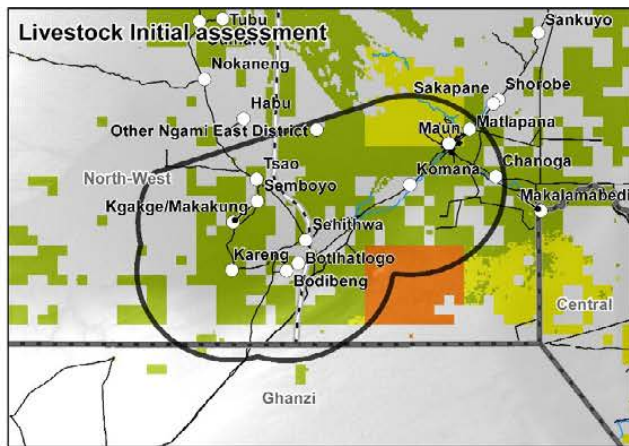 Livestock Initial assessment
Tubu
Gumare
Sankuyo
Nokaneng
Sakapane
Shorobe
Habu
Other Ngami East District
Maun
Matlapana
North-West
Tsao
Komana
Chanoga
Semboyo
Kgakge/Makakung
Makalamabedi
Sehithwa
Kareng
Botlhatlogo
Bodibeng
Central
Ghanzi